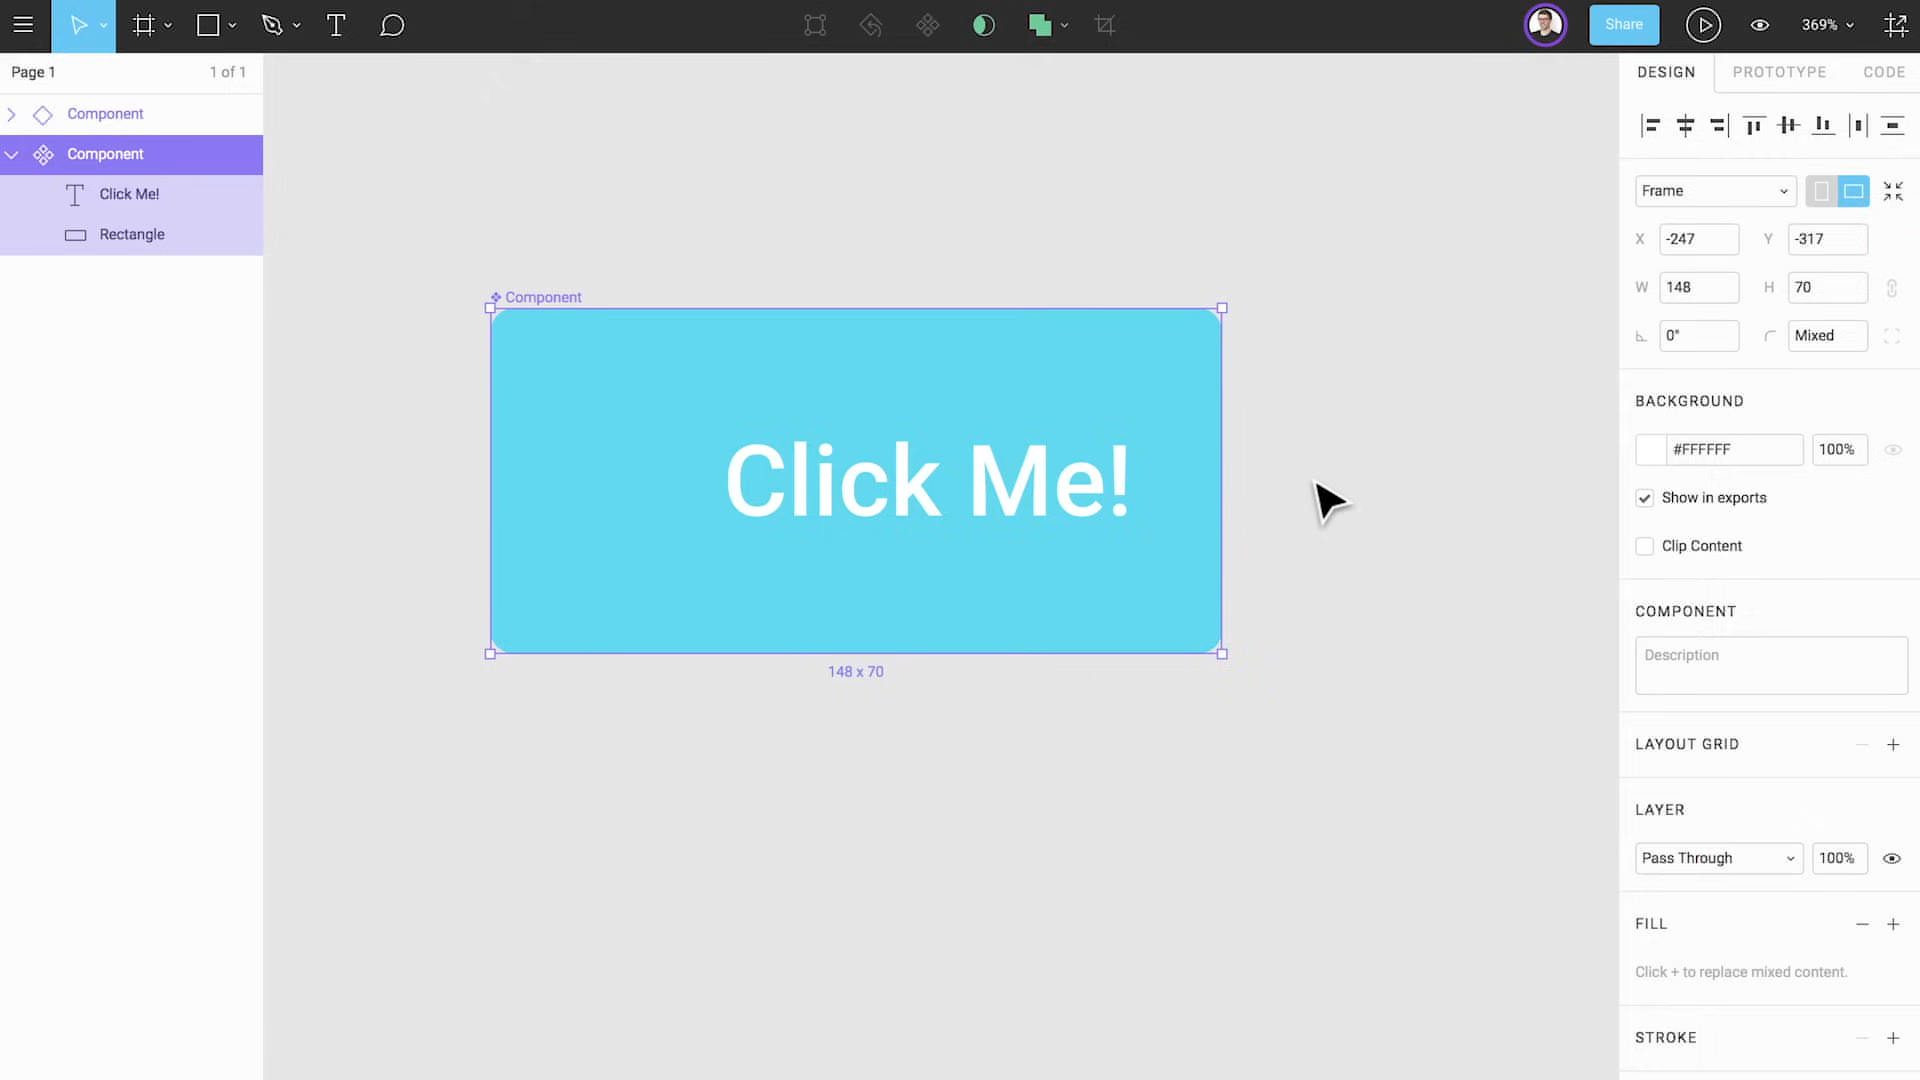 Share
369%
Page 1
1 of 1
DESIGN
PROTOTYPE
CODE
Component
Component
Click Me!
Rectangle
Component
Click Me!
148 x 70
Frame
X
-247
Y
-317
W
148
H
70
0°
Mixed
BACKGROUND
#FFFFFF
100%
Show in exports
Clip Content
COMPONENT
Description
LAYOUT GRID
LAYER
Pass Through
100%
FILL
Click + to replace mixed content.
STROKE